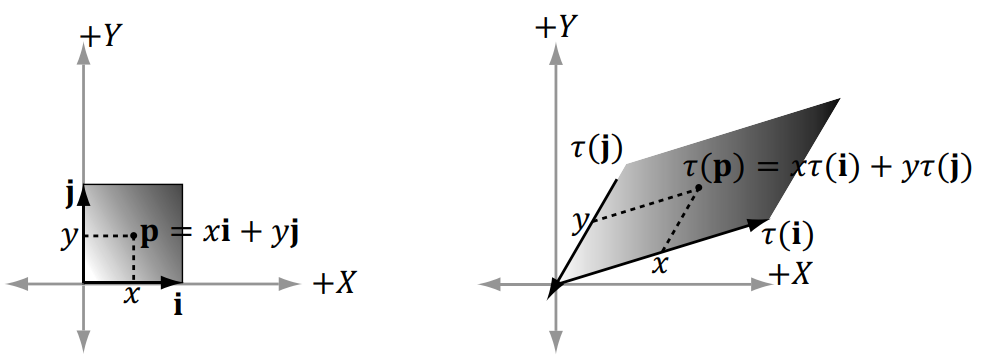 +Y
j
y
p = xi + yj
x
i
+X
+Y
τ(j)
τ(p) = xτ(i) + yτ(j)
y
τ(i)
x
+X